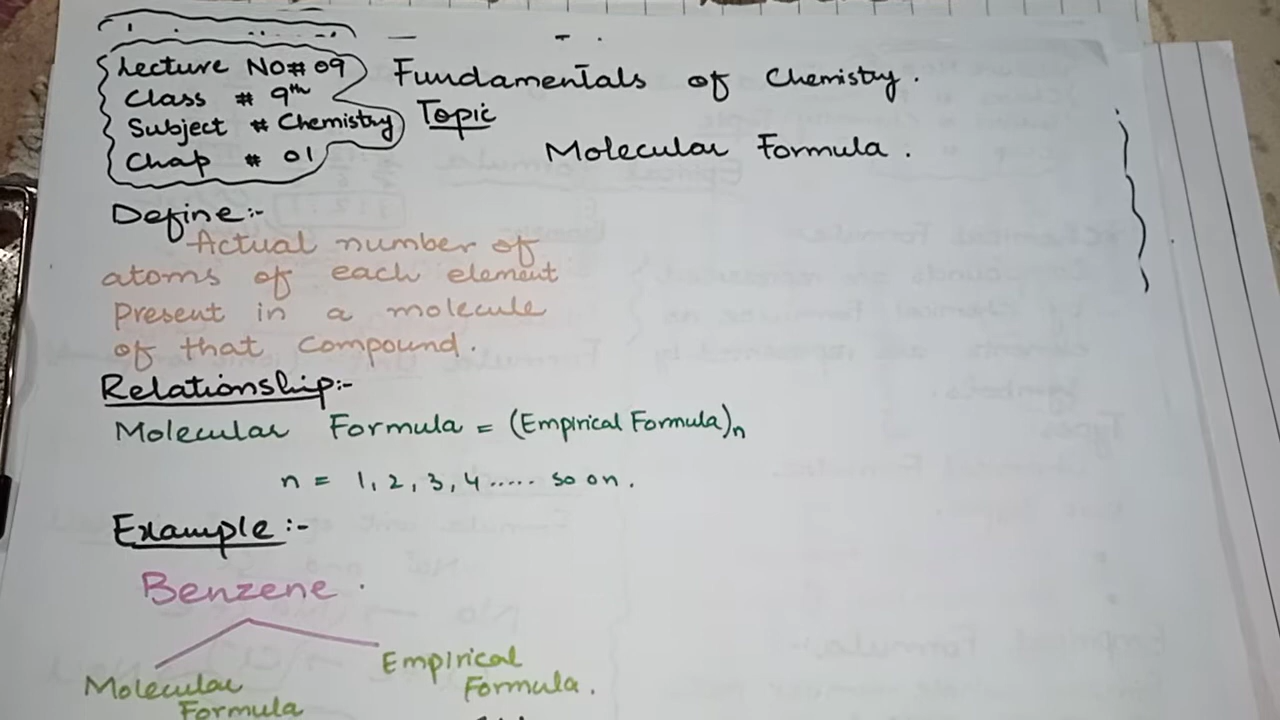 Lecture NO# 09
Class # 9th
Subject # Chemistry
Chap # 01
Fundamentals of Chemistry.
Topic
Molecular Formula.
Define:-
Actual number of
atoms of each element
Present in a molecule
of that compound.
Relationship:-
Molecular Formula = (Empirical Formula)n
n = 1, 2, 3, 4 ..... so on.
Example:-
Benzene.
Molecular
Formula
Empirical
Formula.